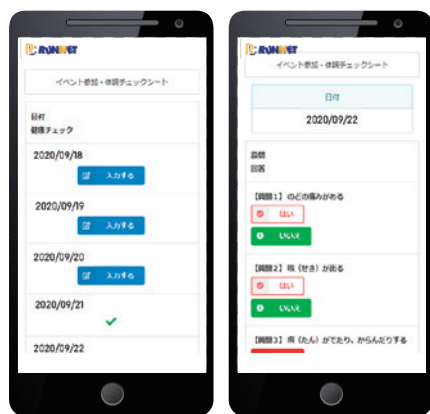 RUNNET
イベント参加・体調チェックシート
日付
健康チェック
2020/09/18
入力する
2020/09/19
入力する
2020/09/20
入力する
2020/09/21
2020/09/22
RUNNET
イベント参加・体調チェックシート
日付
2020/09/22
設問
回答
【質問1】のどの痛みがある
はい
いいえ
【質問2】咳（せき）が出る
はい
いいえ
【質問3】痰（たん）がでたり、からんだりする